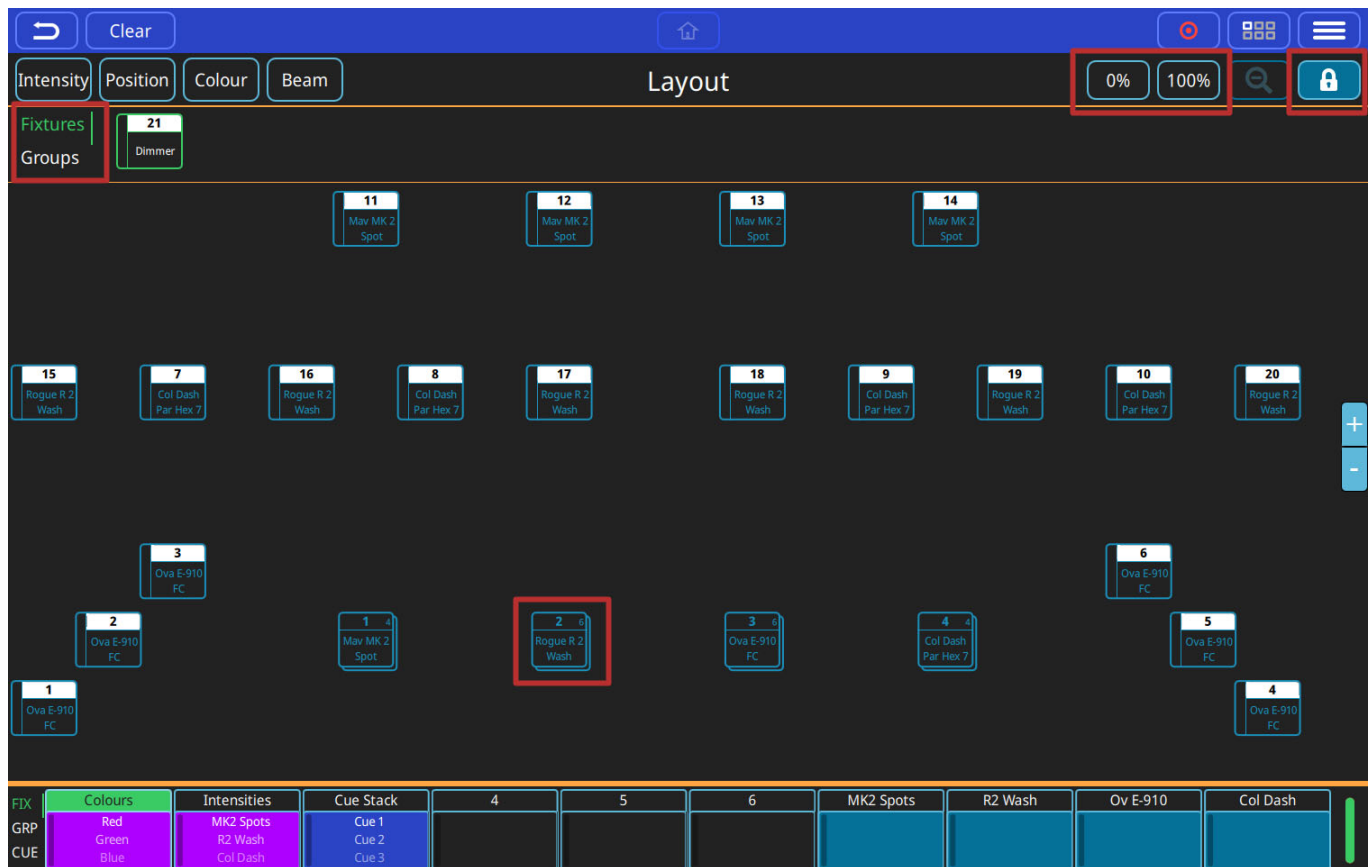 Clear
Intensity Position Colour Beam Layout 0% 100%
Fixtures
Groups
21
Dimmer
11
Mav MK 2
Spot
12
Mav MK 2
Spot
13
Mav MK 2
Spot
14
Mav MK 2
Spot
15
Rogue R 2
Wash
7
Col Dash
Par Hex 7
16
Rogue R 2
Wash
8
Col Dash
Par Hex 7
17
Rogue R 2
Wash
18
Rogue R 2
Wash
9
Col Dash
Par Hex 7
19
Rogue R 2
Wash
10
Col Dash
Par Hex 7
20
Rogue R 2
Wash
+
-
3
Ova E-910
FC
6
Ova E-910
FC
2
Ova E-910
FC
1 4
Mav MK 2
Spot
2 6
Rogue R 2
Wash
3 6
Ova E-910
FC
4 4
Col Dash
Par Hex 7
5
Ova E-910
FC
1
Ova E-910
FC
4
Ova E-910
FC
FIX
GRP
CUE
Colours
Red
Green
Blue
Intensities
MK2 Spots
R2 Wash
Col Dash
Cue Stack
Cue 1
Cue 2
Cue 3
4
5
6
MK2 Spots
R2 Wash
Ov E-910
Col Dash